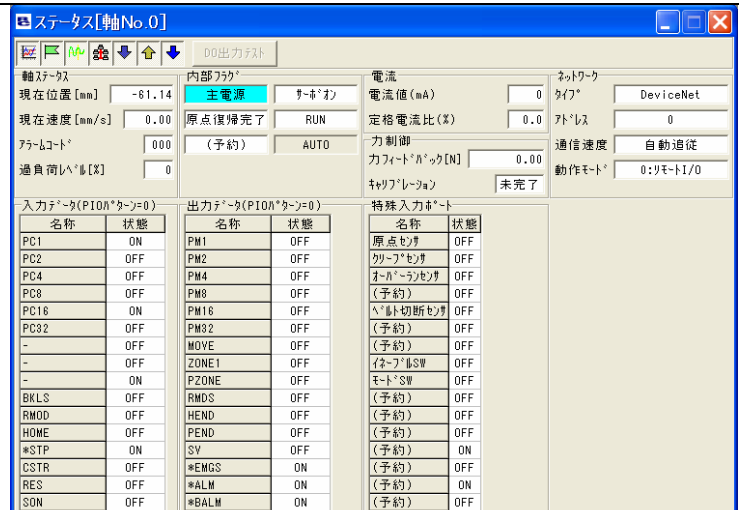 ステータス[軸No.0]
DO出力テスト
軸ステータス
現在位置[mm] -61.14
現在速度[mm/s] 0.00
アラームコード 000
過負荷レベル[%] 0
内部フラグ
主電源 サーボオン
原点復帰完了 RUN
(予約) AUTO
電流
電流値(mA) 0
定格電流比(%) 0.0
力制御
力フィードバック[N] 0.00
キャリブレーション 未完了
ネットワーク
タイプ DeviceNet
アドレス 0
通信速度 自動追従
動作モード 0:リモートI/O
入力データ(PIOパターン=0)
名称 状態
PC1 ON
PC2 OFF
PC4 OFF
PC8 OFF
PC16 ON
PC32 OFF
- OFF
- OFF
- ON
BKLS OFF
RMOD OFF
HOME OFF
*STP ON
CSTR OFF
RES OFF
SON OFF
出力データ(PIOパターン=0)
名称 状態
PM1 OFF
PM2 OFF
PM4 OFF
PM8 OFF
PM16 OFF
PM32 OFF
MOVE OFF
ZONE1 OFF
PZONE OFF
RMDS OFF
HEND OFF
PEND OFF
SV OFF
*EMGS ON
*ALM ON
*BALM ON
特殊入力ポート
名称 状態
原点センサ OFF
クリープセンサ OFF
オーバーランセンサ OFF
(予約) OFF
ベルト切断センサ OFF
(予約) OFF
(予約) OFF
イネーブルSW OFF
モードSW OFF
(予約) OFF
(予約) OFF
(予約) OFF
(予約) ON
(予約) OFF
(予約) ON
(予約) OFF